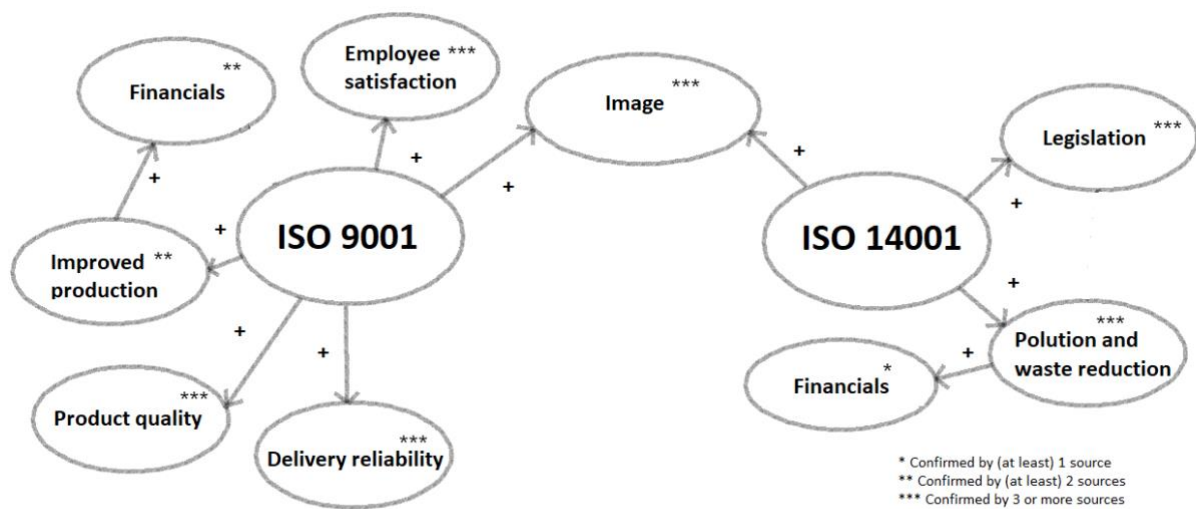 Financials **
Employee ***
satisfaction
Image ***
Legislation ***
+
+
+
+
+
+
ISO 9001
ISO 14001
Improved **
production
+
+
+
Polution and ***
waste reduction
+
Financials *
Product quality ***
Delivery reliability ***
* Confirmed by (at least) 1 source
** Confirmed by (at least) 2 sources
*** Confirmed by 3 or more sources